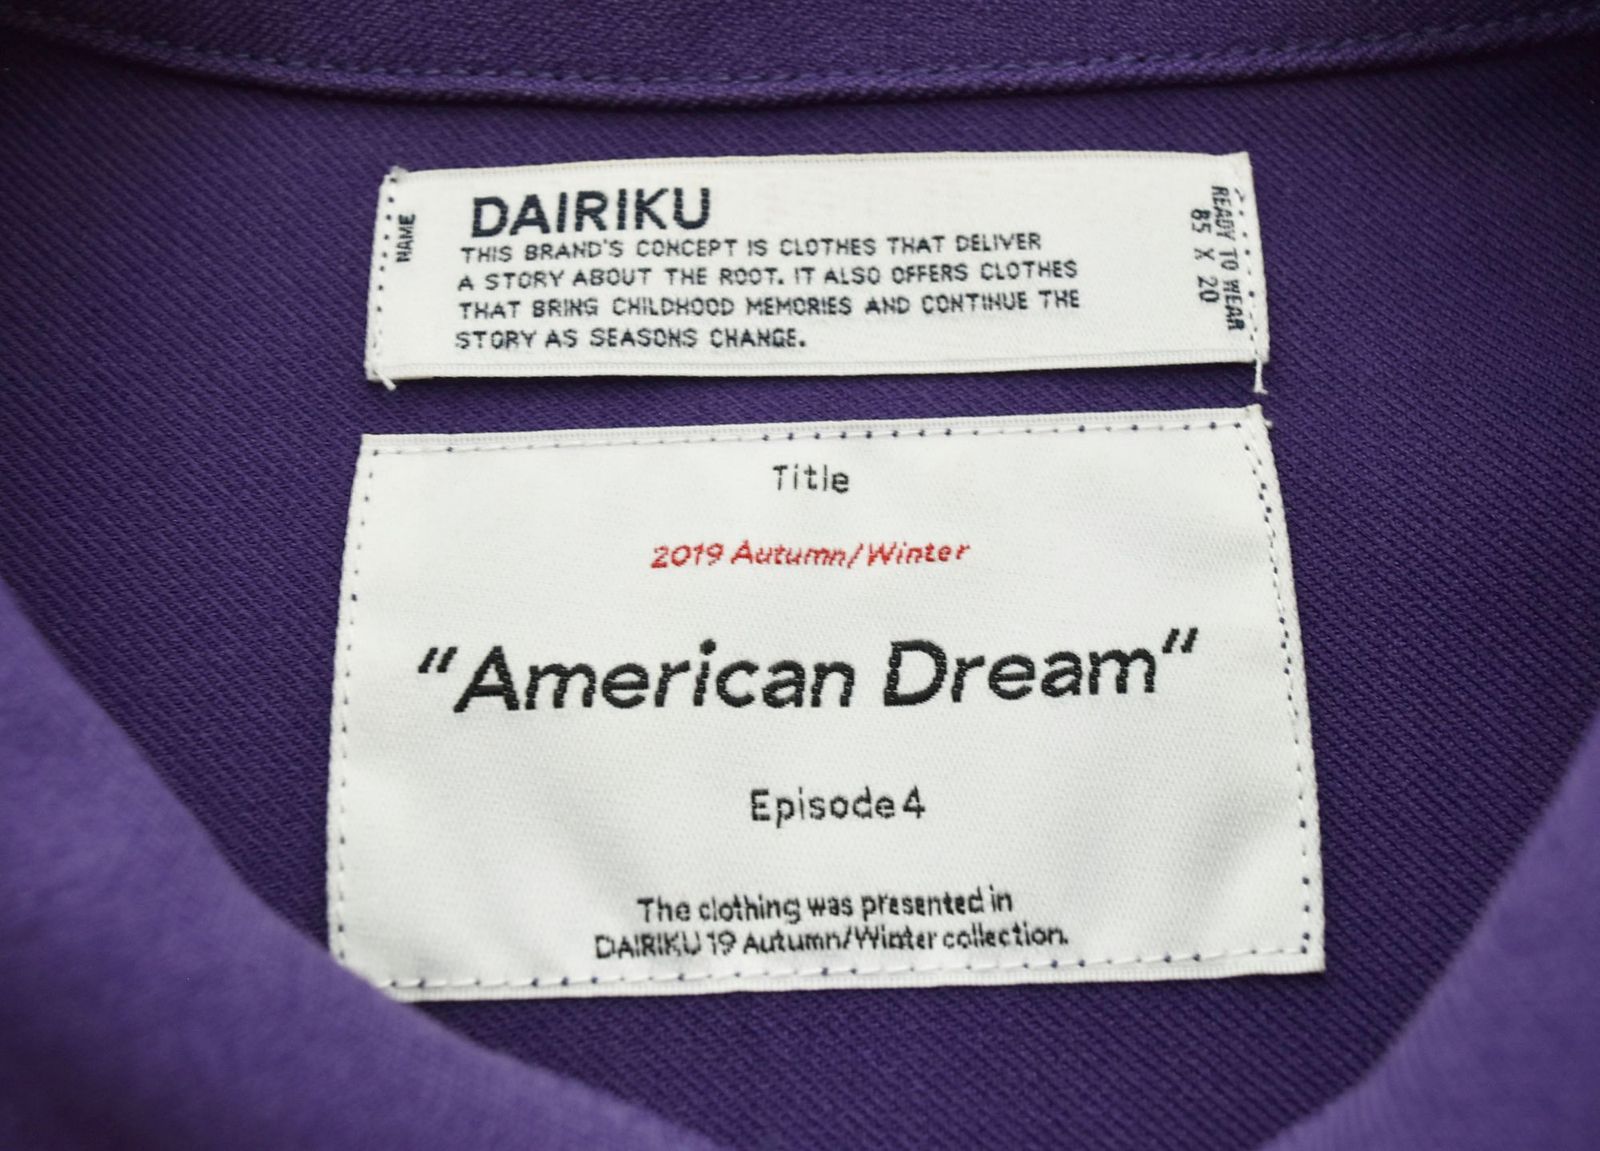 NAME
DAIRIKU
THIS BRAND'S CONCEPT IS CLOTHES THAT DELIVER
A STORY ABOUT THE ROOT. IT ALSO OFFERS CLOTHES
THAT BRING CHILDHOOD MEMORIES AND CONTINUE THE
STORY AS SEASONS CHANGE.
READY TO WEAR
85 X 20
Title
2019 Autumn/Winter
"American Dream"
Episode 4
The clothing was presented in
DAIRIKU 19 Autumn/Winter collection.